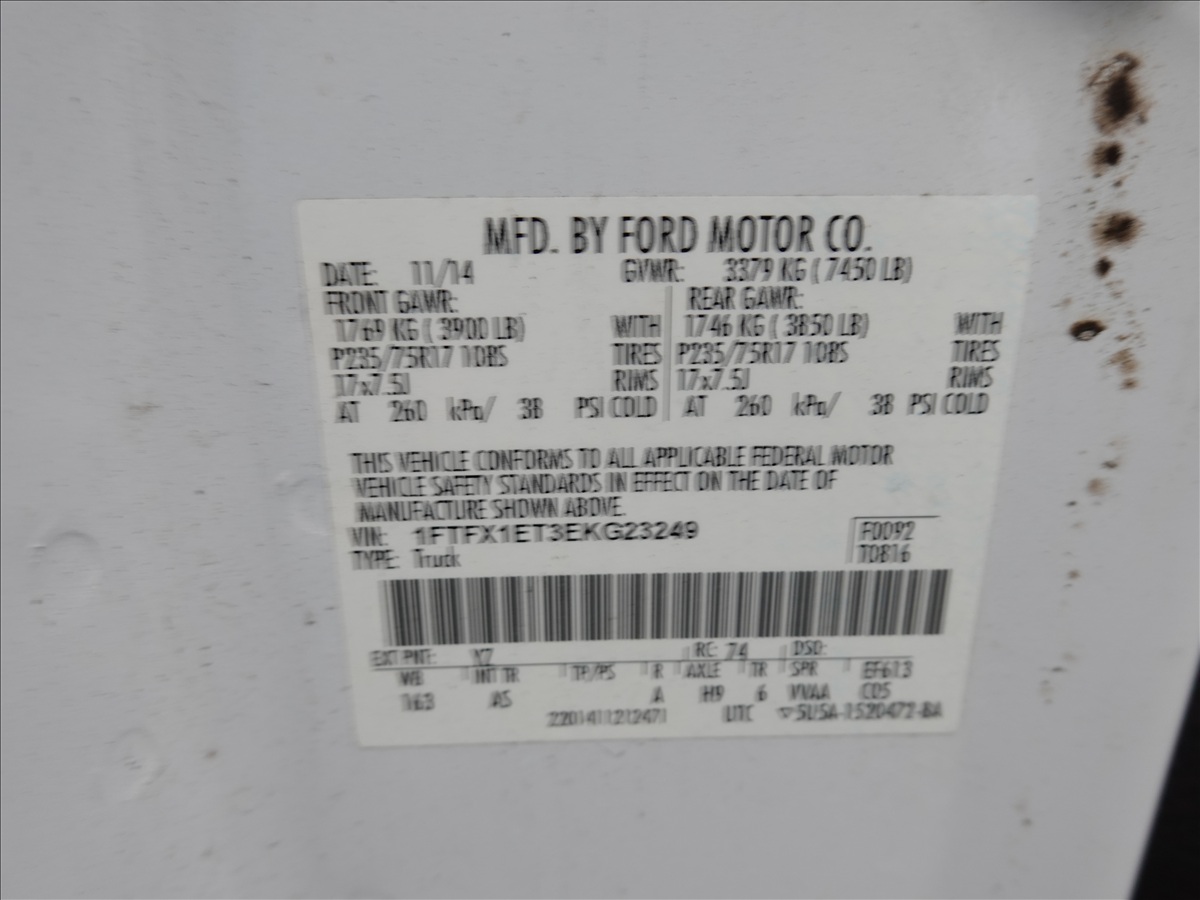 MFD. BY FORD MOTOR CO.
DATE: 11/14 GVWR: 3379 KG ( 7450 LB)
FRONT GAWR: REAR GAWR:
1769 KG ( 3900 LB) WITH 1746 KG ( 3850 LB) WITH
P235/75R17 108S TIRES P235/75R17 108S TIRES
17x7.5J RIMS 17x7.5J RIMS
AT 260 kPa/ 38 PSI COLD AT 260 kPa/ 38 PSI COLD
THIS VEHICLE CONFORMS TO ALL APPLICABLE FEDERAL MOTOR
VEHICLE SAFETY STANDARDS IN EFFECT ON THE DATE OF
MANUFACTURE SHOWN ABOVE.
VIN: 1FTFX1ET3EKG23249 F0092
TYPE: Truck T0816
EXT PNT: YZ RC: 74 DSO:
WB INT TR TP/PS R AXLE TR SPR EF613
163 AS A H9 6 VVAA C05
2201411212471 UTC 5U5A-1520472-BA